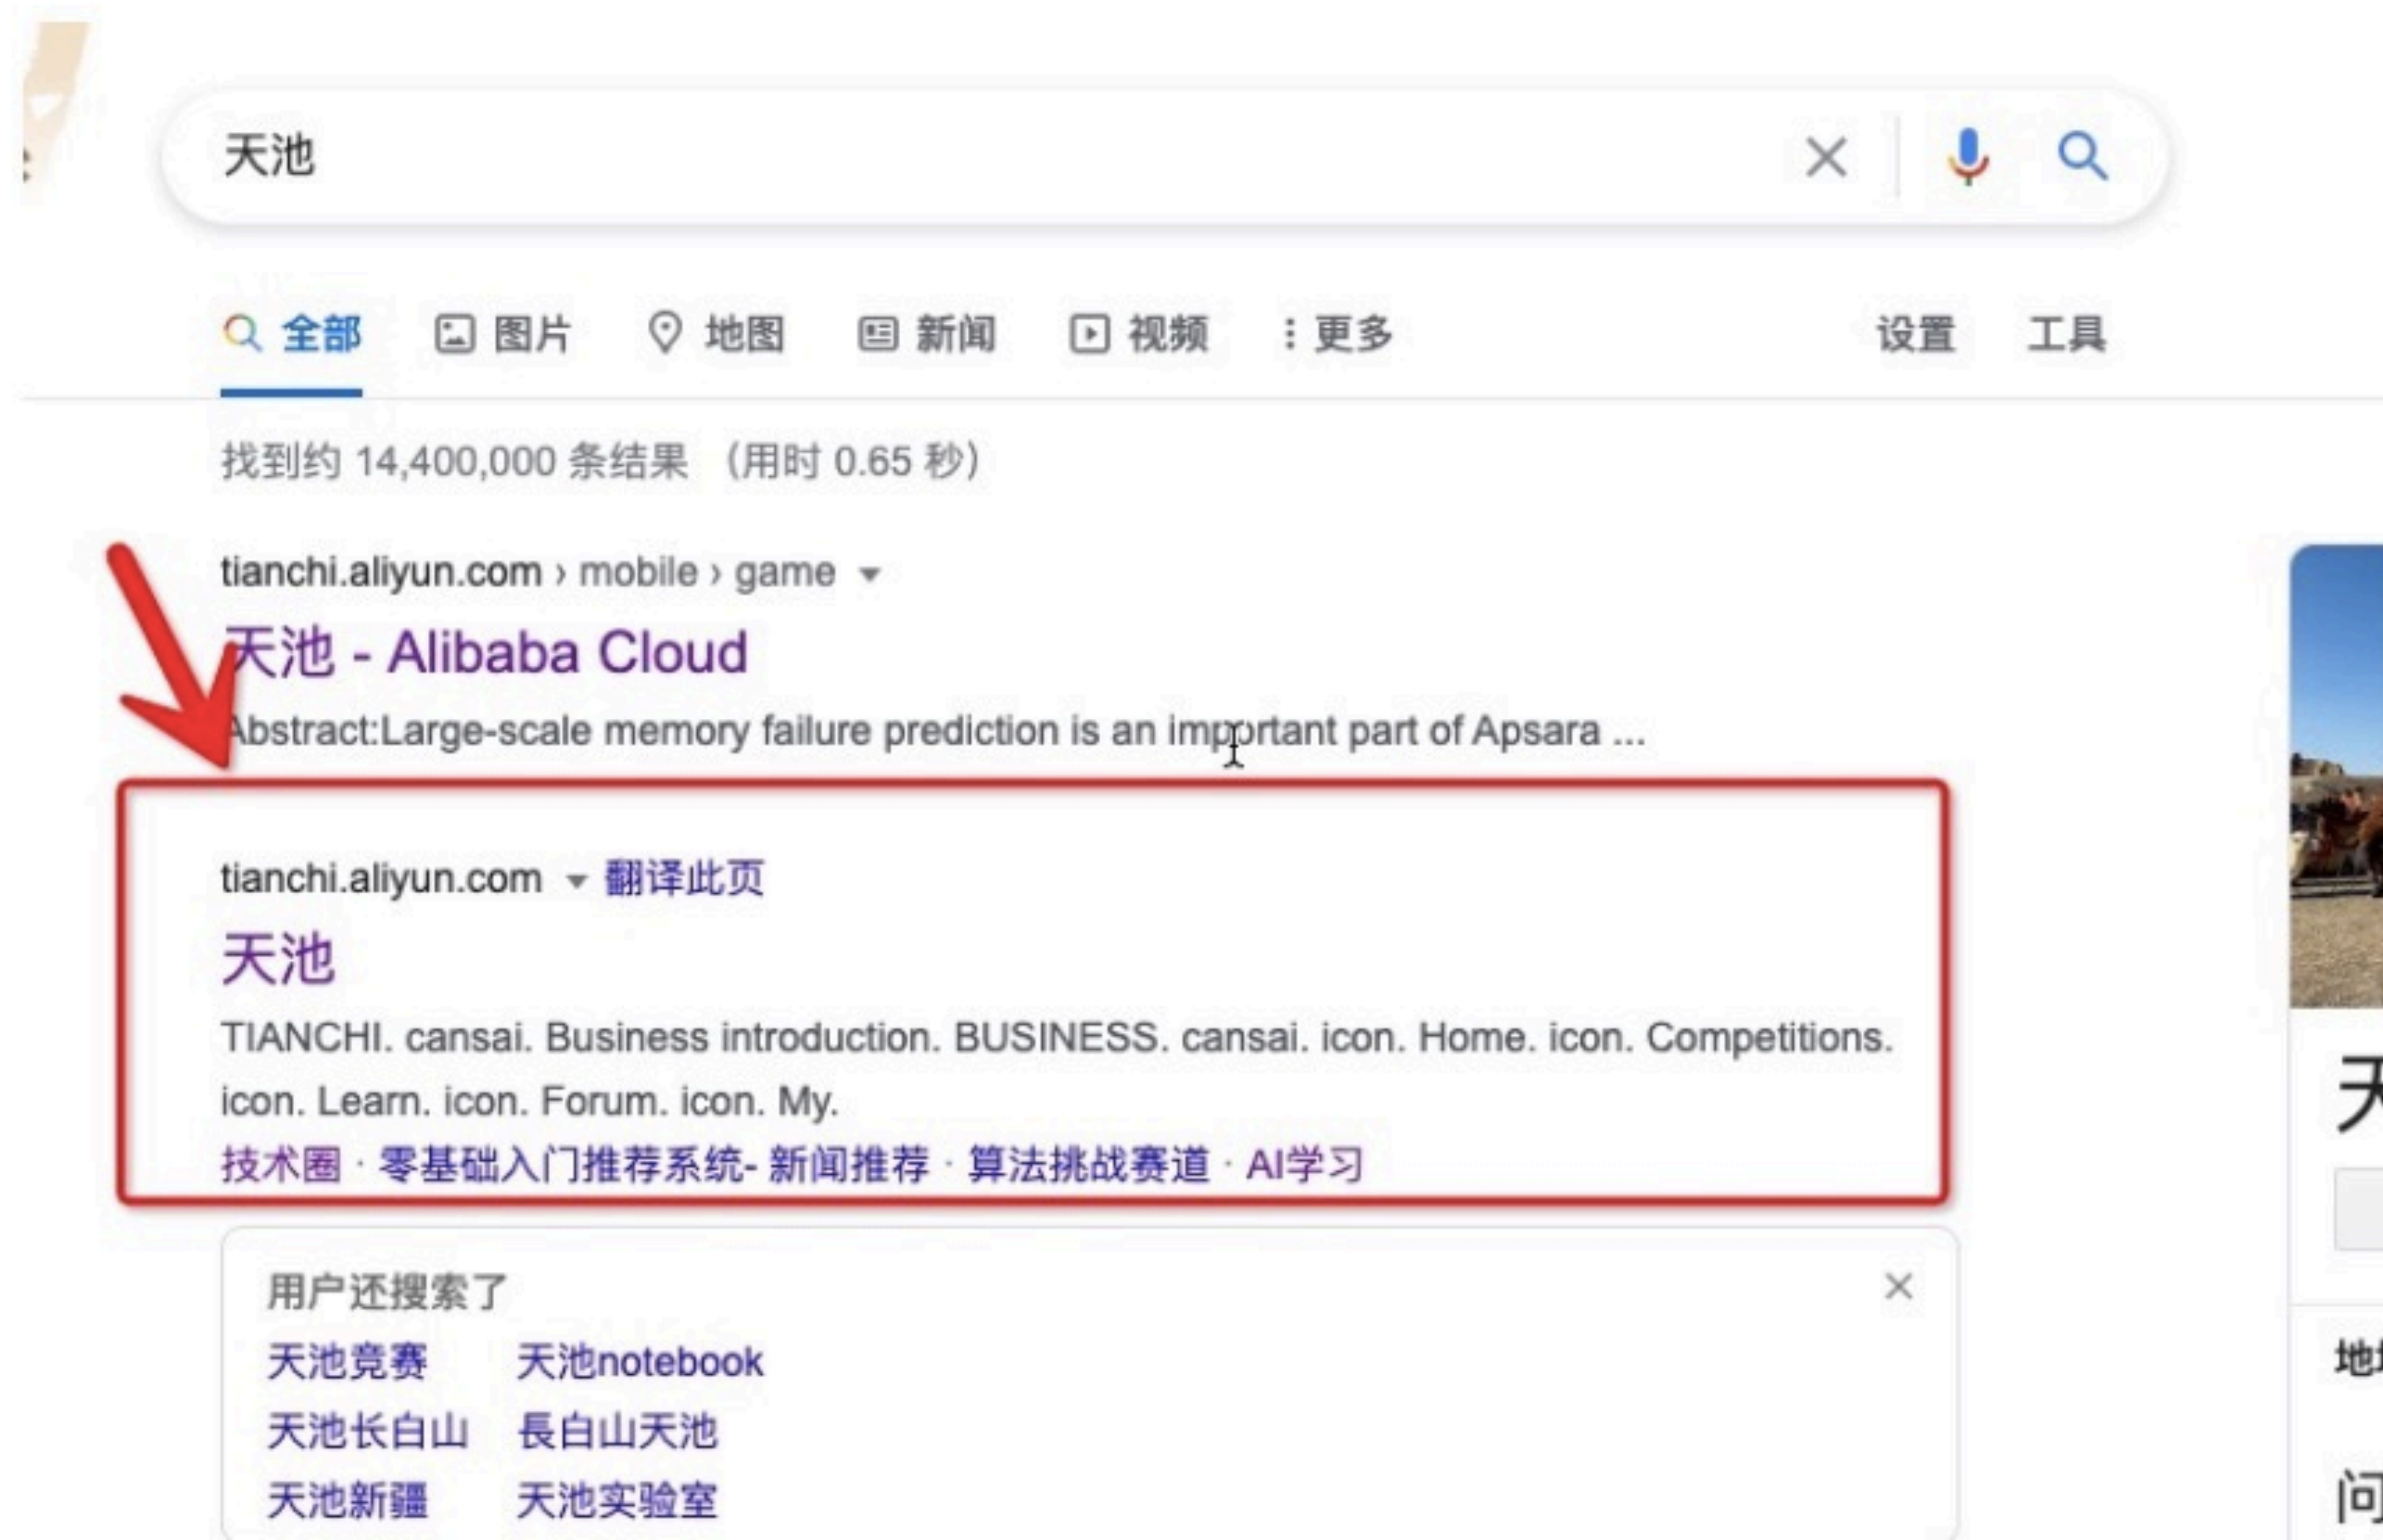 天池
全部 图片 地图 新闻 视频 更多 设置 工具
找到约 14,400,000 条结果 （用时 0.65 秒）
tianchi.aliyun.com › mobile › game
天池 - Alibaba Cloud
Abstract:Large-scale memory failure prediction is an important part of Apsara ...
tianchi.aliyun.com 翻译此页
天池
TIANCHI. cansai. Business introduction. BUSINESS. cansai. icon. Home. icon. Competitions.
icon. Learn. icon. Forum. icon. My.
技术圈 · 零基础入门推荐系统- 新闻推荐 · 算法挑战赛道 · AI学习
用户还搜索了
天池竞赛 天池notebook
天池长白山 長白山天池
天池新疆 天池实验室
天
问